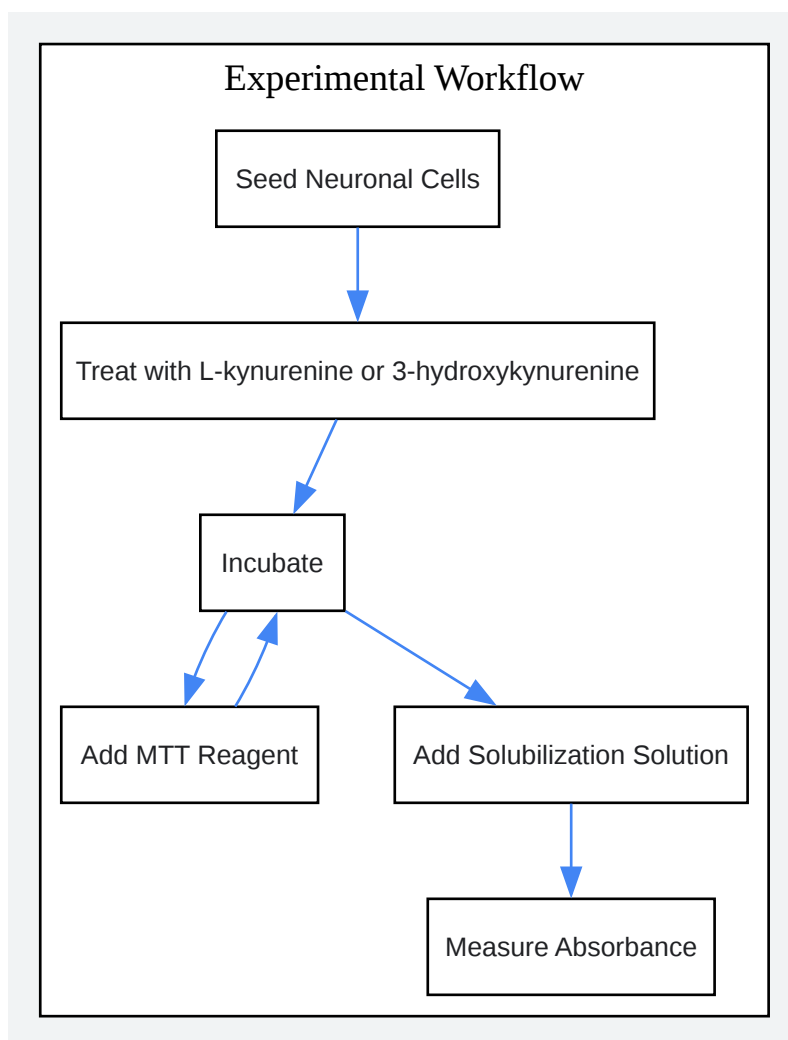 Experimental Workflow
Seed Neuronal Cells
Treat with L-kynurenine or 3-hydroxykynurenine
Incubate
Add MTT Reagent
Add Solubilization Solution
Measure Absorbance